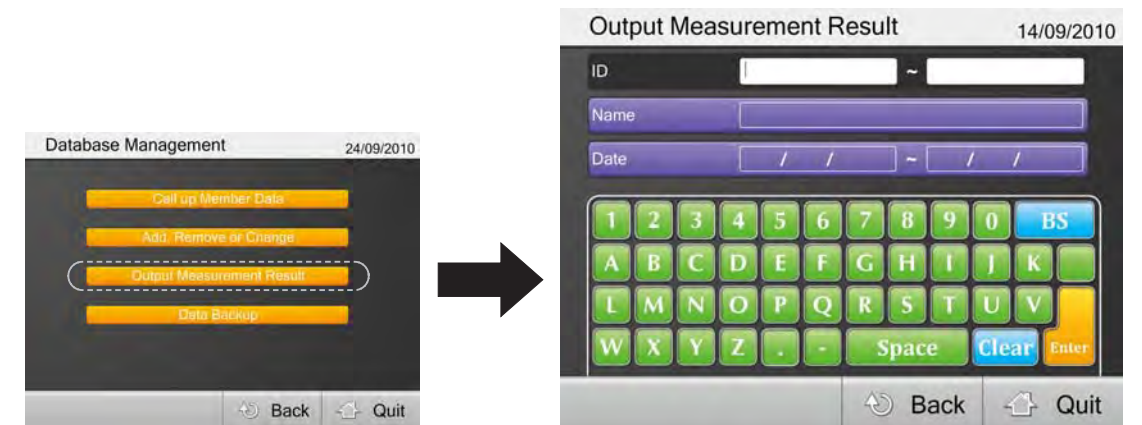 Database Management 24/09/2010
Call up Member Data
Add, Remove or Change
Output Measurement Result
Data Backup
Back Quit
Output Measurement Result 14/09/2010
ID ~
Name
Date / / ~ / /
1 2 3 4 5 6 7 8 9 0 BS
A B C D E F G H I J K
L M N O P Q R S T U V
W X Y Z . - Space Clear Enter
Back Quit